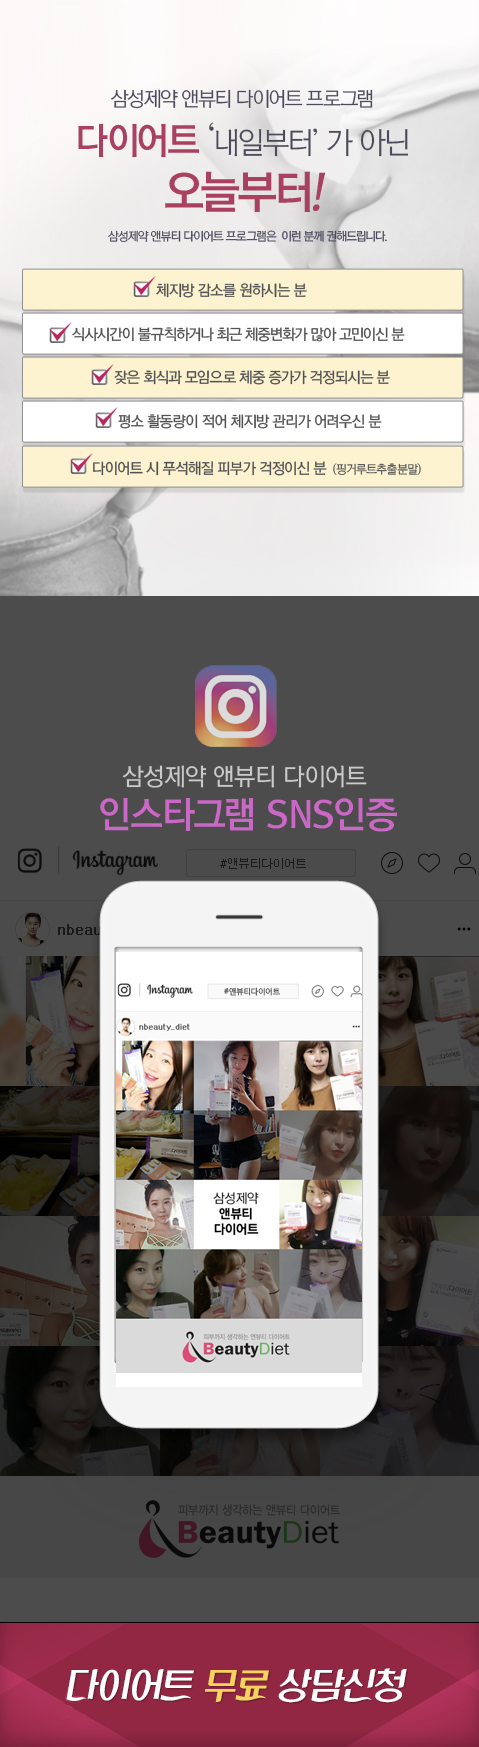 삼성제약 앤뷰티 다이어트 프로그램
다이어트 '내일부터' 가 아닌
오늘부터!
삼성제약 앤뷰티 다이어트 프로그램은 이런 분께 권해드립니다.
체지방 감소를 원하시는 분
식사시간이 불규칙하거나 최근 체중변화가 많아 고민이신 분
잦은 회식과 모임으로 체중 증가가 걱정되시는 분
평소 활동량이 적어 체지방 관리가 어려우신 분
다이어트 시 푸석해질 피부가 걱정이신 분 (핑거루트추출분말)
삼성제약 앤뷰티 다이어트
인스타그램 SNS인증
Instagram
#앤뷰티다이어트
nbeau
Instagram
#앤뷰티다이어트
nbeauty_diet
삼성제약
앤뷰티
다이어트
피부까지 생각하는 앤뷰티 다이어트
BeautyDiet
피부까지 생각하는 앤뷰티 다이어트
BeautyDiet
다이어트 무료 상담신청